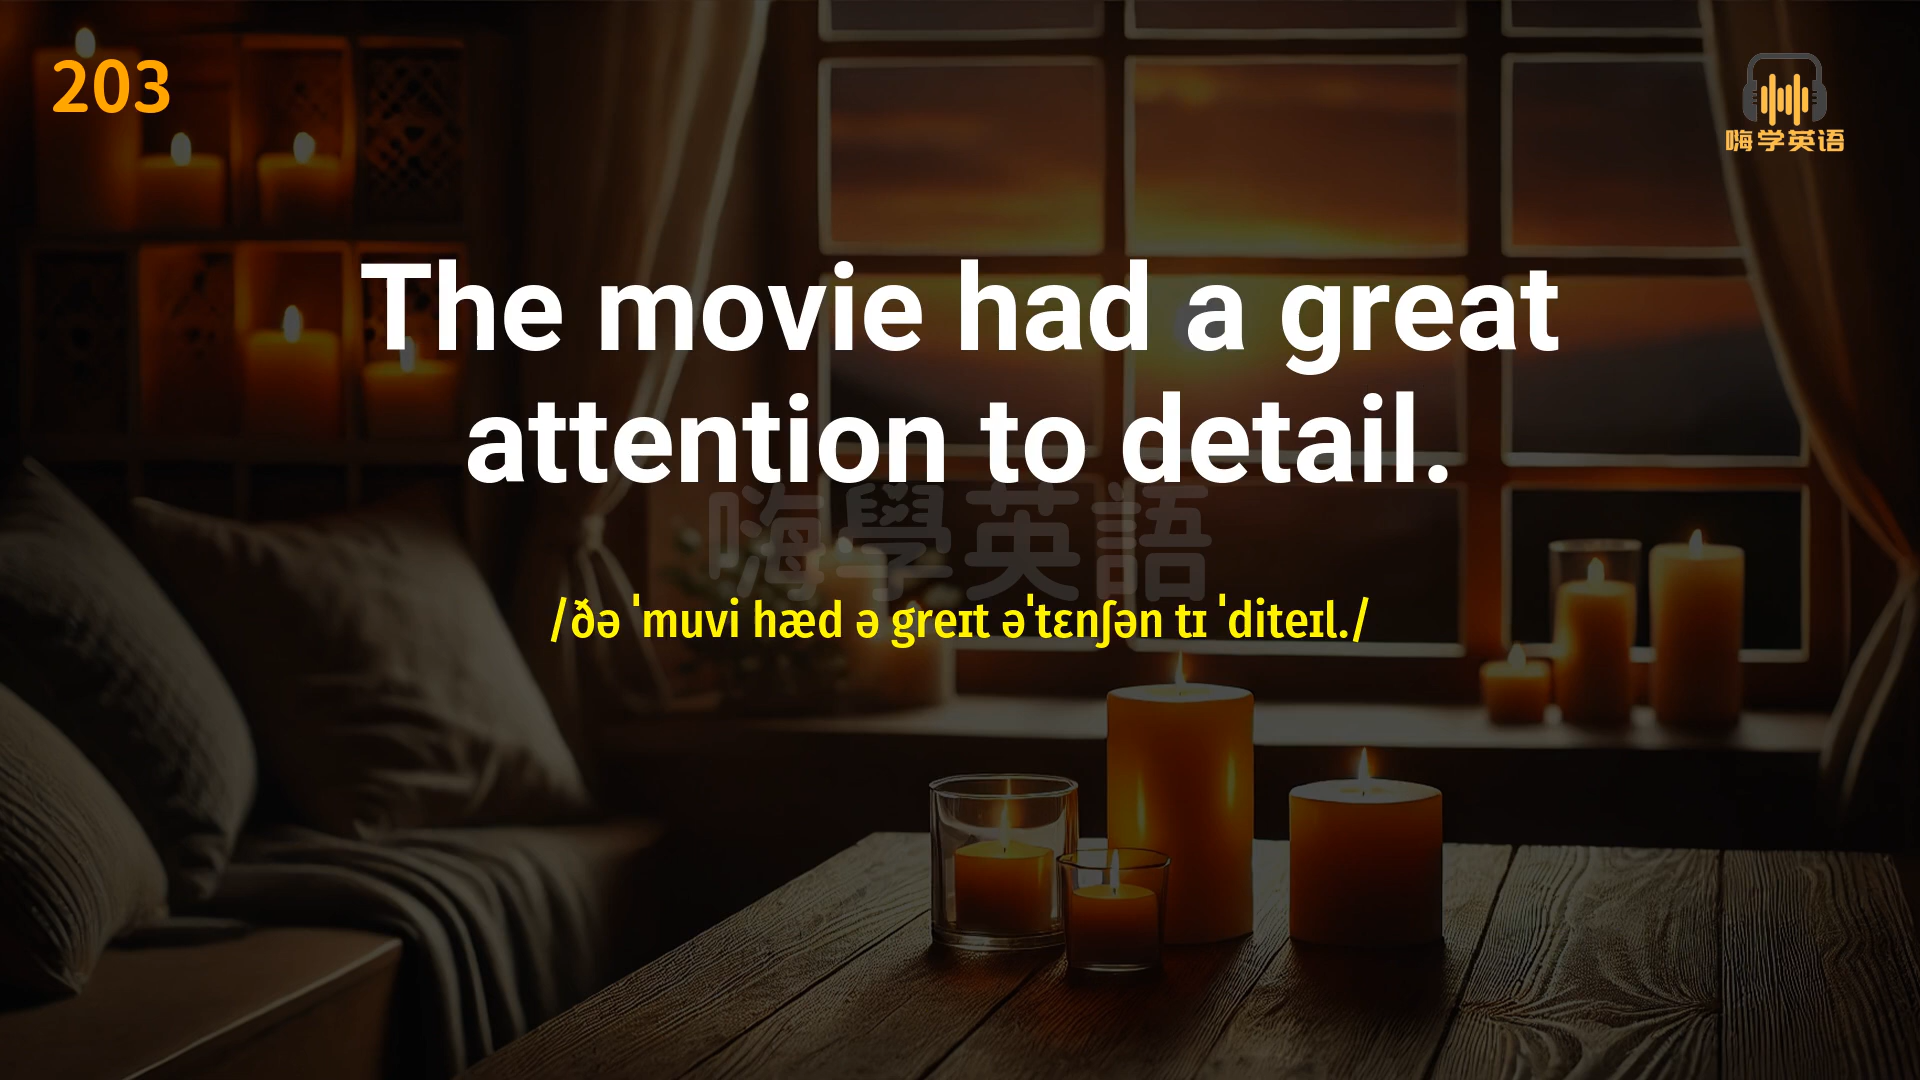 203
嗨学英语
The movie had a great
attention to detail.
嗨學英語
/ðə ˈmuvi hæd ə greɪt əˈtɛnʃən tɪ ˈditeɪl./